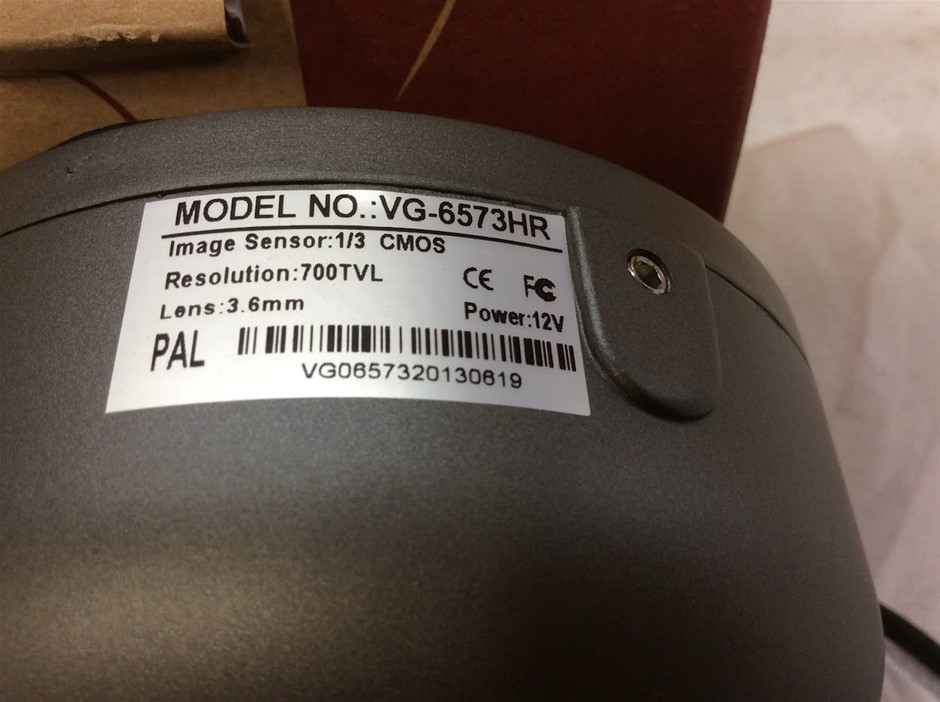 MODEL NO.:VG-6573HR
Image Sensor:1/3 CMOS
Resolution:700TVL
CE FC
Lens:3.6mm
Power:12V
PAL
VG0657320130619